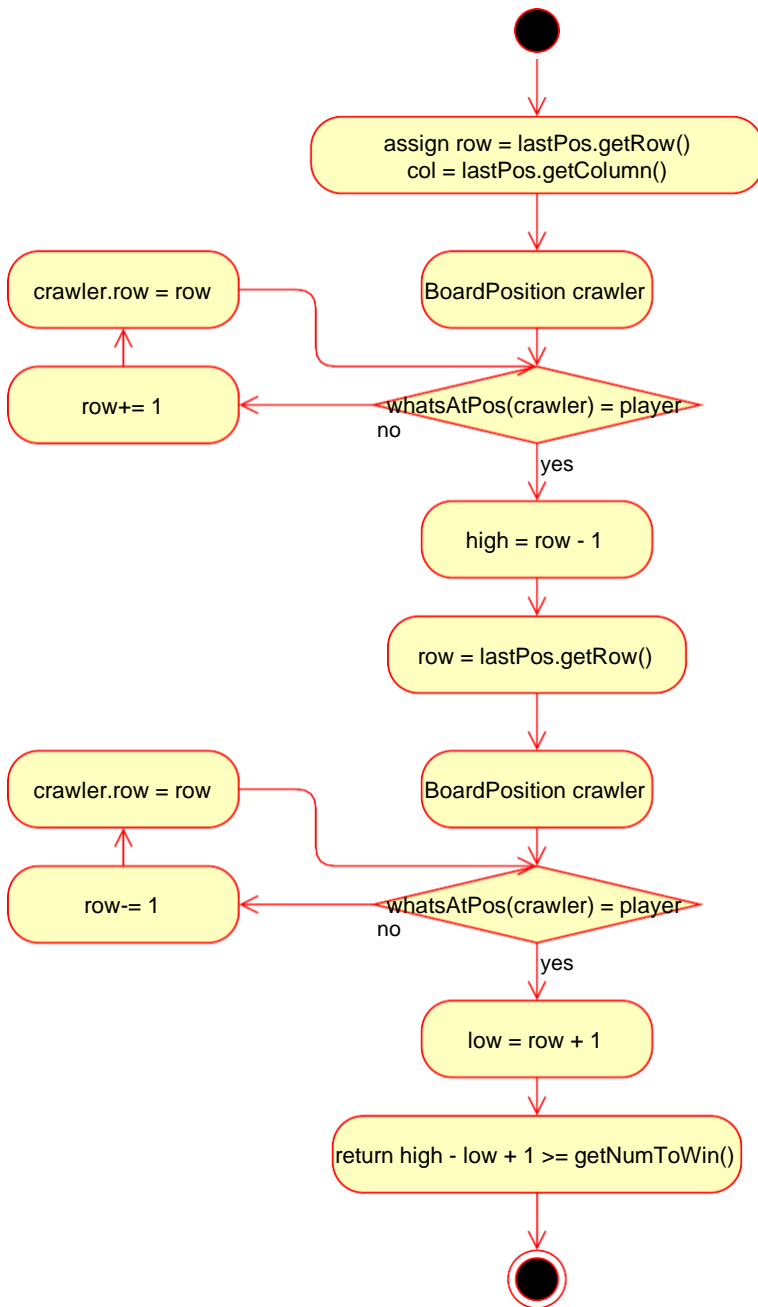 assign row = lastPos.getRow()
col = lastPos.getColumn()
crawler.row = row
BoardPosition crawler
row+= 1
whatsAtPos(crawler) = player
no
yes
high = row - 1
row = lastPos.getRow()
crawler.row = row
BoardPosition crawler
row-= 1
whatsAtPos(crawler) = player
no
yes
low = row + 1
return high - low + 1 >= getNumToWin()